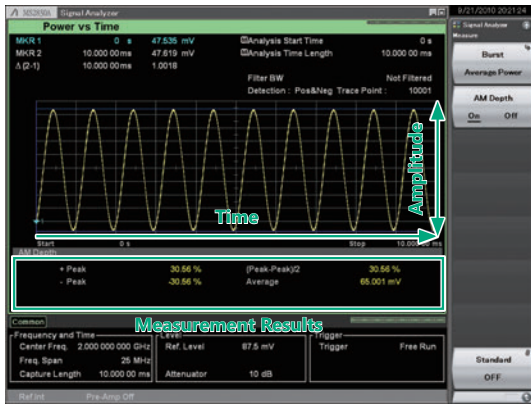 MS2830A Signal Analyzer
9/21/2010 20:21:24
Power vs Time
MKR 1 0 s 47.535 mV
Analysis Start Time 0 s
MKR 2 10.000 00 ms 47.619 mV
Analysis Time Length 10.000 00 ms
Δ(2-1) 10.000 00 ms 1.0018
Filter BW Not Filtered
Detection : Pos&Neg Trace Point : 10001
Amplitude
Time
Start 0 s Stop 10.000 00 ms
AM Depth
+ Peak 30.56 % (Peak-Peak)/2 30.56 %
- Peak -30.56 % Average 65.001 mV
Measurement Results
Common
Frequency and Time
Level
Trigger
Center Freq. 2.000 000 000 GHz
Ref. Level 87.5 mV
Trigger Free Run
Freq. Span 25 MHz
Capture Length 10.000 00 ms
Attenuator 10 dB
Ref.Int Pre-Amp Off
Signal Analyzer
Measure
Burst
Average Power
AM Depth
On Off
Standard
OFF